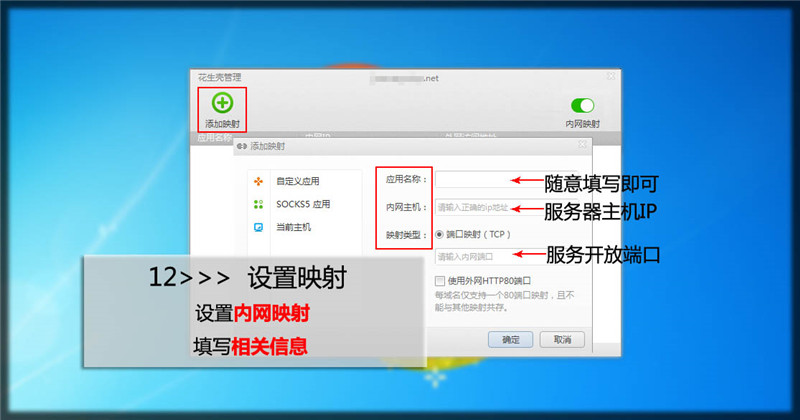 花生壳管理
.net
添加映射
内网映射
应用名称
添加映射
自定义应用
SOCKS5 应用
当前主机
应用名称：
随意填写即可
内网主机：
请输入正确的ip地址
服务器主机IP
映射类型：
端口映射（TCP）
请输入内网端口
服务开放端口
使用外网HTTP80端口
每域名仅支持一个80端口映射，且不
能与其他映射共存。
确定
取消
12>>> 设置映射
设置内网映射
填写相关信息